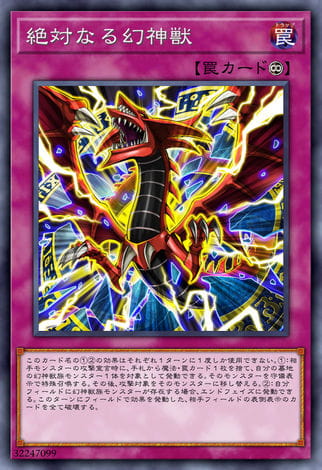 絶対なる幻神獣
罠
トラップ
【罠カード】
このカード名の①②の効果はそれぞれ1ターンに1度しか使用できない。①:相
手モンスターの攻撃宣言時に、手札から魔法・罠カード1枚を捨て、自分の墓地
の幻神獣族モンスター1体を対象として発動できる。そのモンスターを守備表
示で特殊召喚する。その後、攻撃対象をそのモンスターに移し替える。②:自分
フィールドに幻神獣族モンスターが存在する場合、エンドフェイズに発動でき
る。このターンにフィールドで効果を発動した、相手フィールドの表側表示のカ
ードを全て破壊する。
32247099